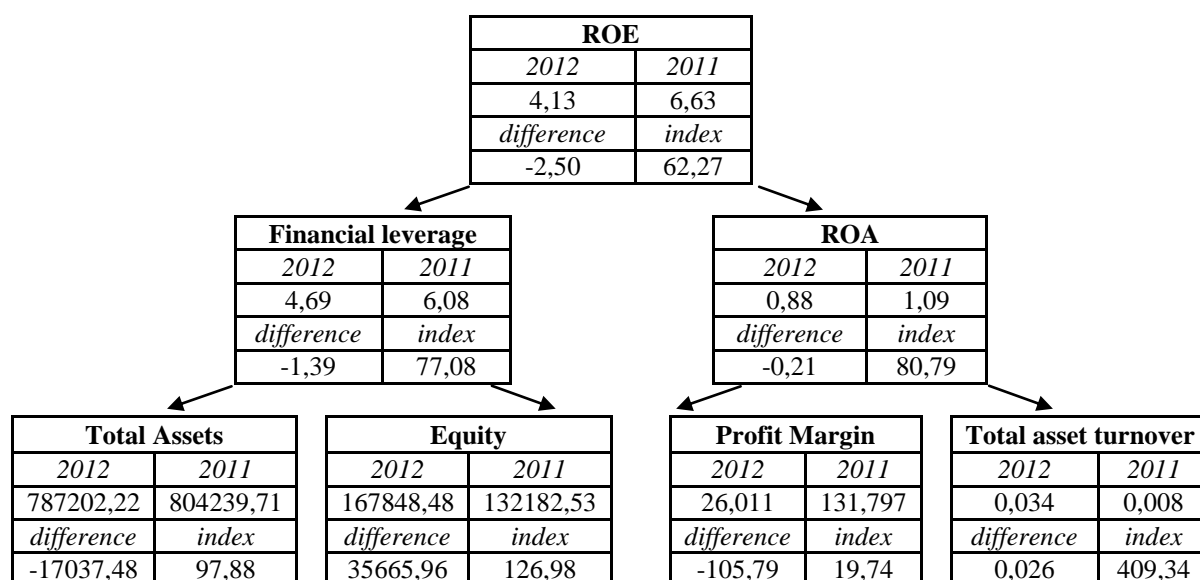 ROE
2012 2011
4,13 6,63
difference index
-2,50 62,27
Financial leverage
2012 2011
4,69 6,08
difference index
-1,39 77,08
ROA
2012 2011
0,88 1,09
difference index
-0,21 80,79
Total Assets
2012 2011
787202,22 804239,71
difference index
-17037,48 97,88
Equity
2012 2011
167848,48 132182,53
difference index
35665,96 126,98
Profit Margin
2012 2011
26,011 131,797
difference index
-105,79 19,74
Total asset turnover
2012 2011
0,034 0,008
difference index
0,026 409,34